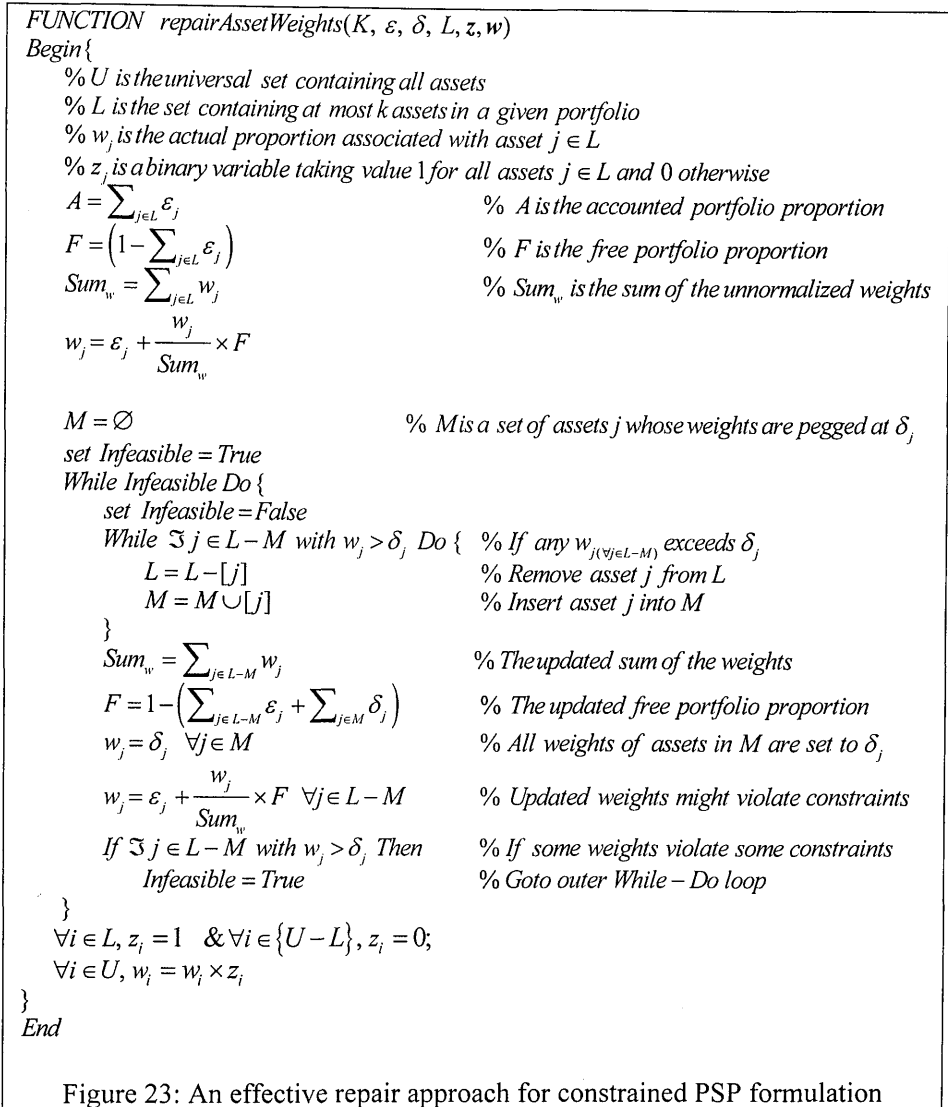 FUNCTION repairAssetWeights(K, ε, δ, L, z, w)
Begin{
% U is the universal set containing all assets
% L is the set containing at most k assets in a given portfolio
% w_j is the actual proportion associated with asset j ∈ L
% z_j is a binary variable taking value 1 for all assets j ∈ L and 0 otherwise
A = ∑_{j∈L} ε_j % A is the accounted portfolio proportion
F = (1 − ∑_{j∈L} ε_j) % F is the free portfolio proportion
Sum_w = ∑_{j∈L} w_j % Sum_w is the sum of the unnormalized weights
w_j = ε_j + w_j / Sum_w × F
M = ∅ % M is a set of assets j whose weights are pegged at δ_j
set Infeasible = True
While Infeasible Do {
set Infeasible = False
While ℑ j ∈ L − M with w_j > δ_j Do { % If any w_{j(∀j∈L−M)} exceeds δ_j
L = L − [j] % Remove asset j from L
M = M ∪ [j] % Insert asset j into M
}
Sum_w = ∑_{j∈L−M} w_j % The updated sum of the weights
F = 1 − (∑_{j∈L−M} ε_j + ∑_{j∈M} δ_j) % The updated free portfolio proportion
w_j = δ_j ∀j ∈ M % All weights of assets in M are set to δ_j
w_j = ε_j + w_j / Sum_w × F ∀j ∈ L − M % Updated weights might violate constraints
If ℑ j ∈ L − M with w_j > δ_j Then % If some weights violate some constraints
Infeasible = True % Goto outer While − Do loop
}
∀i ∈ L, z_i = 1 & ∀i ∈ {U − L}, z_i = 0;
∀i ∈ U, w_i = w_i × z_i
}
End
Figure 23: An effective repair approach for constrained PSP formulation